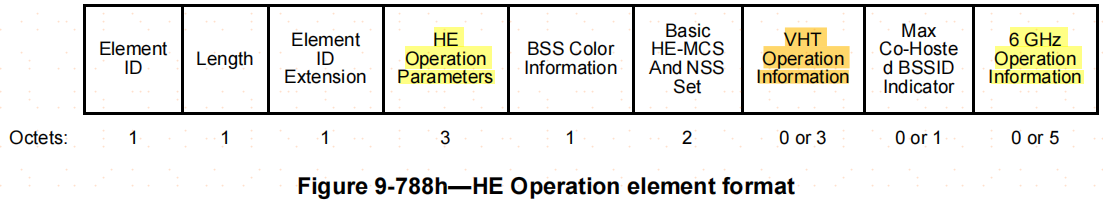 Element
ID
Length
Element
ID
Extension
HE
Operation
Parameters
BSS Color
Information
Basic
HE-MCS
And NSS
Set
VHT
Operation
Information
Max
Co-Hoste
d BSSID
Indicator
6 GHz
Operation
Information
Octets: 1 1 1 3 1 2 0 or 3 0 or 1 0 or 5
Figure 9-788h—HE Operation element format